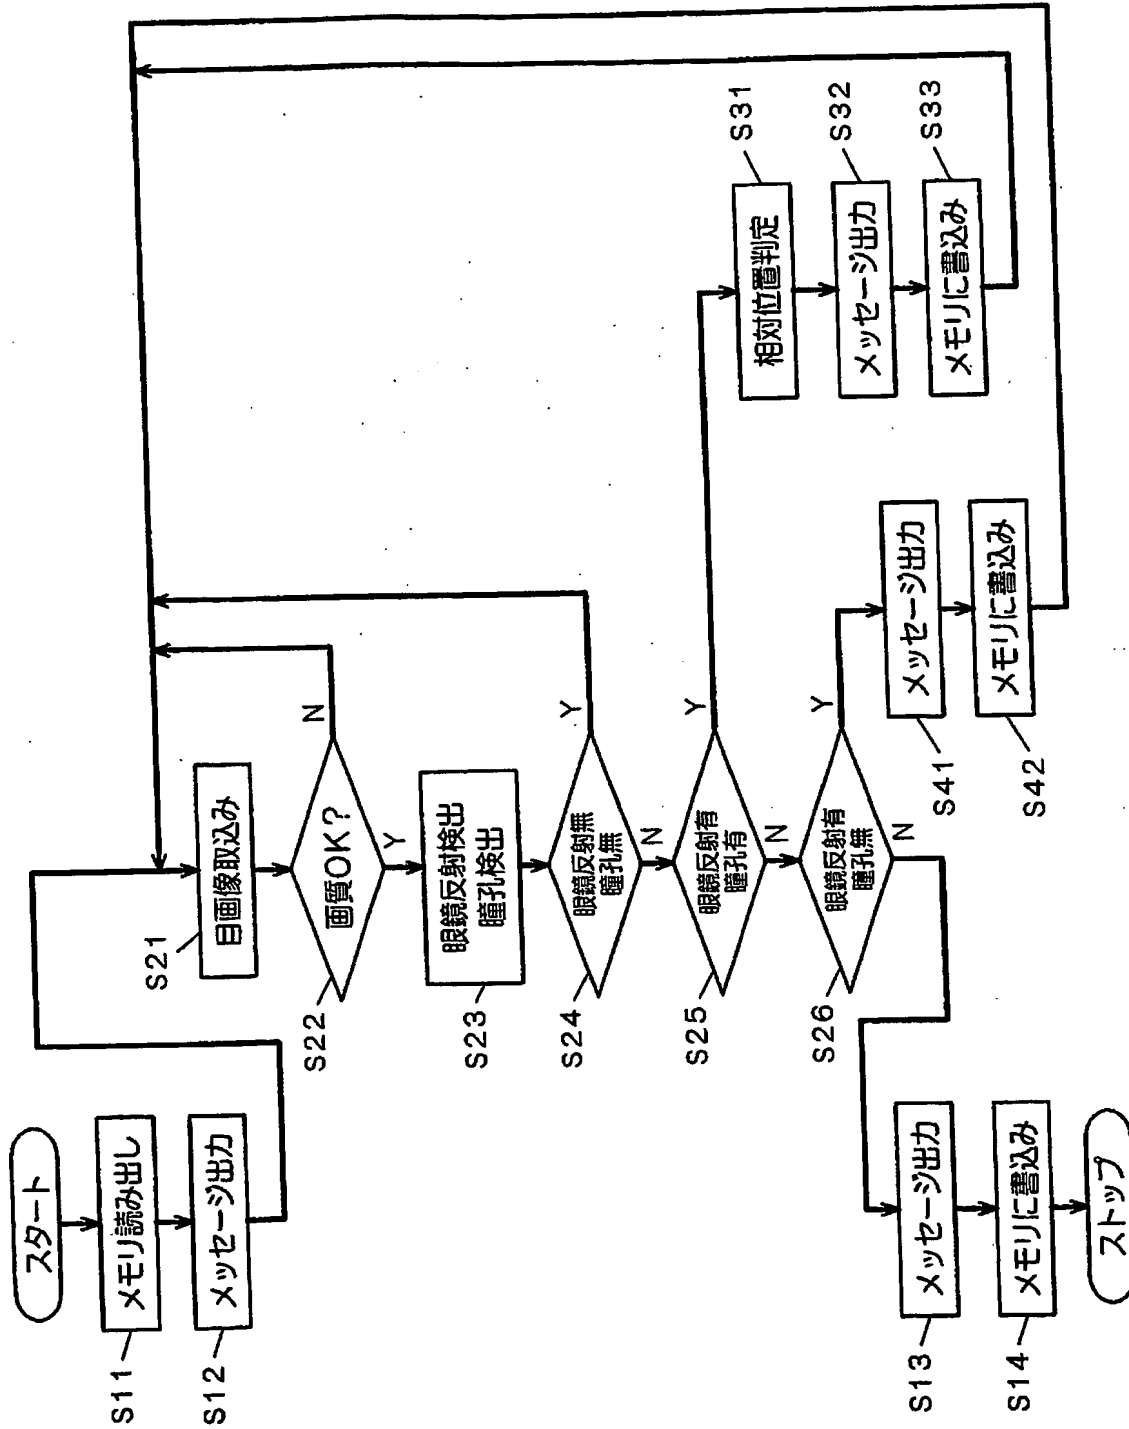 スタート
S11
メモリ読み出し
S12
メッセージ出力
S21
目画像取込み
S22
画質OK?
N
Y
S23
眼鏡反射検出
瞳孔検出
S24
眼鏡反射無
瞳孔無
Y
N
S25
眼鏡反射有
瞳孔有
Y
N
S26
眼鏡反射有
瞳孔無
Y
N
S31
相対位置判定
S32
メッセージ出力
S33
メモリに書込み
S41
メッセージ出力
S42
メモリに書込み
S13
メッセージ出力
S14
メモリに書込み
ストップ